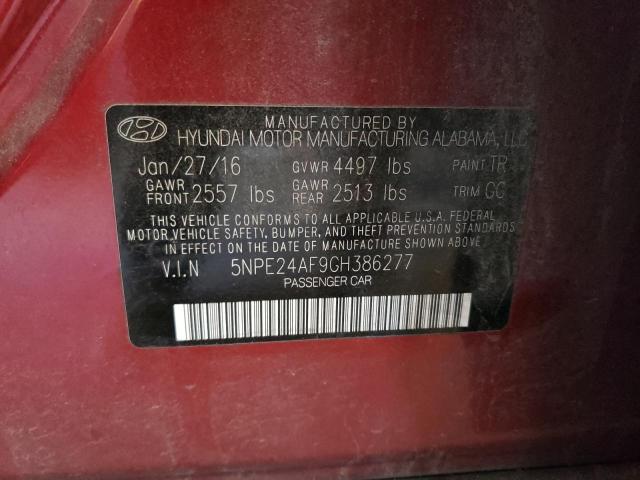 MANUFACTURED BY
HYUNDAI MOTOR MANUFACTURING ALABAMA, LLC
Jan/27/16 GVWR 4497 lbs PAINT TR
GAWR FRONT 2557 lbs GAWR REAR 2513 lbs TRIM GC
THIS VEHICLE CONFORMS TO ALL APPLICABLE U.S.A. FEDERAL
MOTOR VEHICLE SAFETY, BUMPER, AND THEFT PREVENTION STANDARDS
IN EFFECT ON THE DATE OF MANUFACTURE SHOWN ABOVE.
V.I.N 5NPE24AF9GH386277
PASSENGER CAR